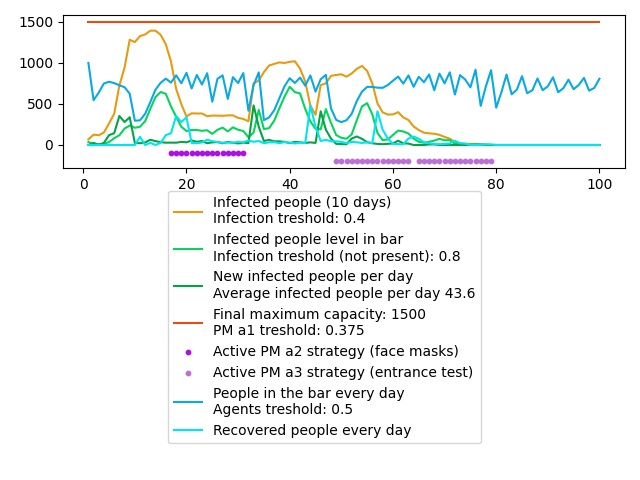 1500
1000
500
0
0 20 40 60 80 100
Infected people (10 days)
Infection treshold: 0.4
Infected people level in bar
Infection treshold (not present): 0.8
New infected people per day
Average infected people per day 43.6
Final maximum capacity: 1500
PM a1 treshold: 0.375
Active PM a2 strategy (face masks)
Active PM a3 strategy (entrance test)
People in the bar every day
Agents treshold: 0.5
Recovered people every day